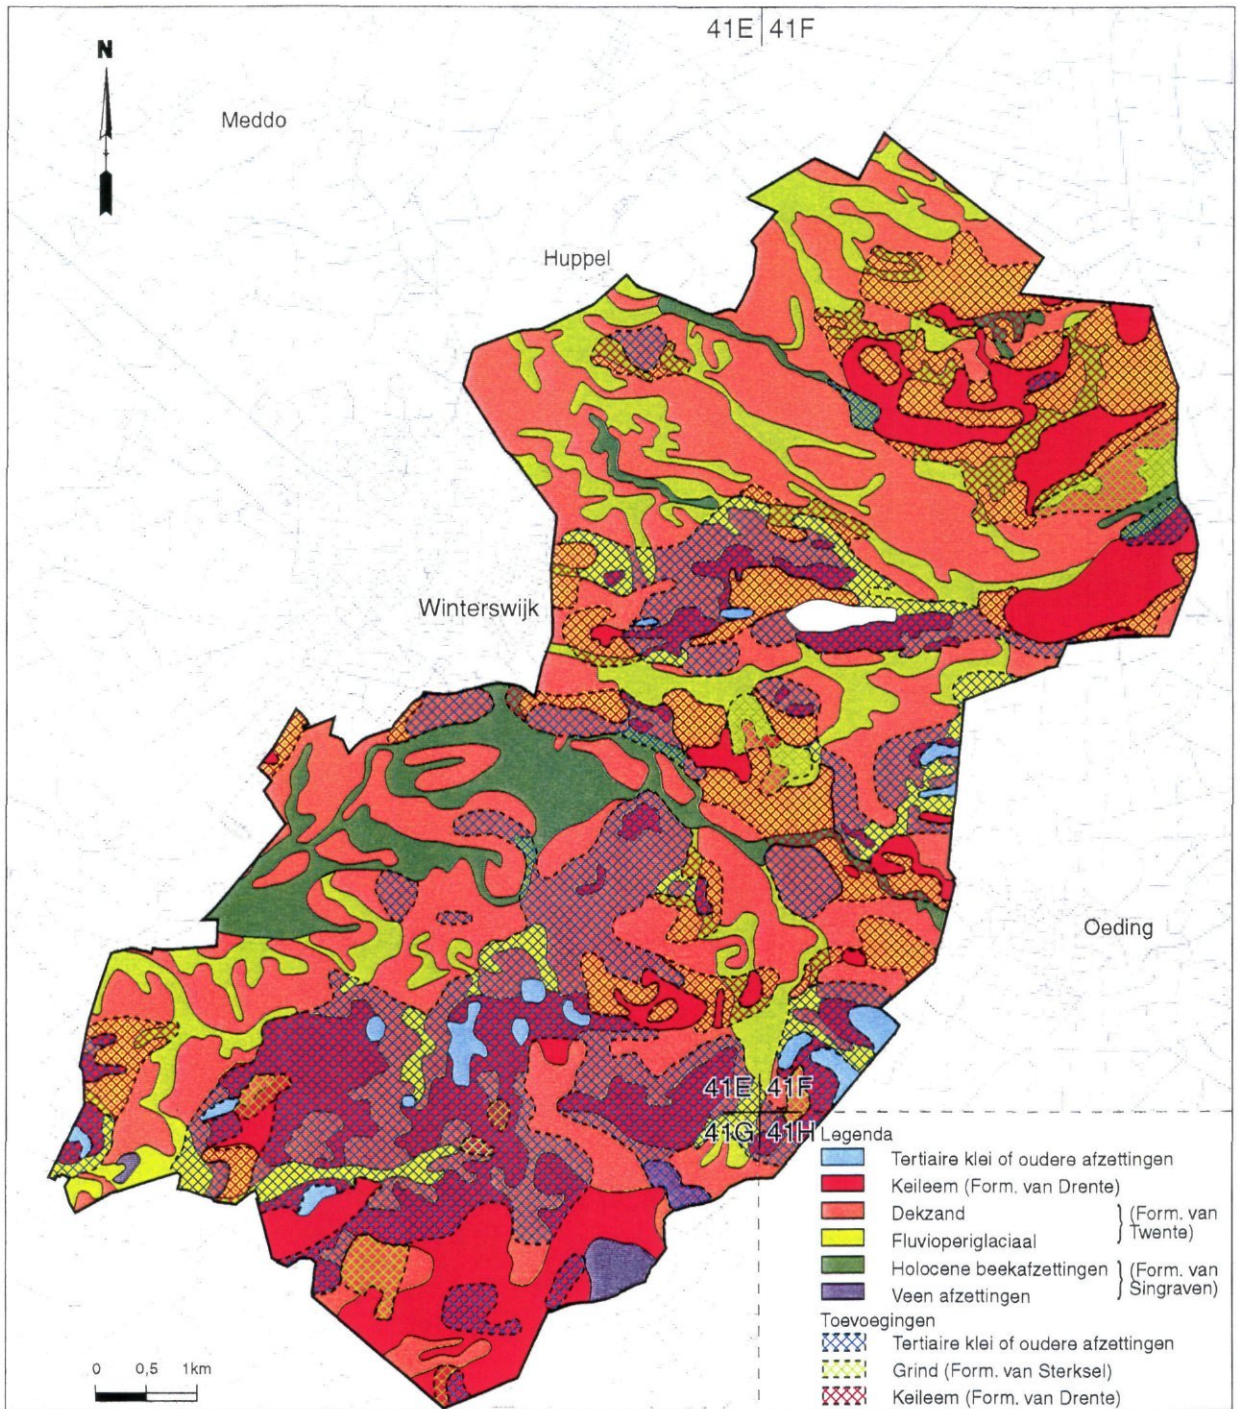 41E 41F
N
Meddo
Huppel
Winterswijk
Oeding
41E 41F
41G 41H
Legenda
Tertiaire klei of oudere afzettingen
Keileem (Form. van Drente)
Dekzand
Fluvioperiglaciaal
} (Form. van Twente)
Holocene beekafzettingen
Veen afzettingen
} (Form. van Singraven)
Toevoegingen
Tertiaire klei of oudere afzettingen
Grind (Form. van Sterksel)
Keileem (Form. van Drente)
0 0,5 1km